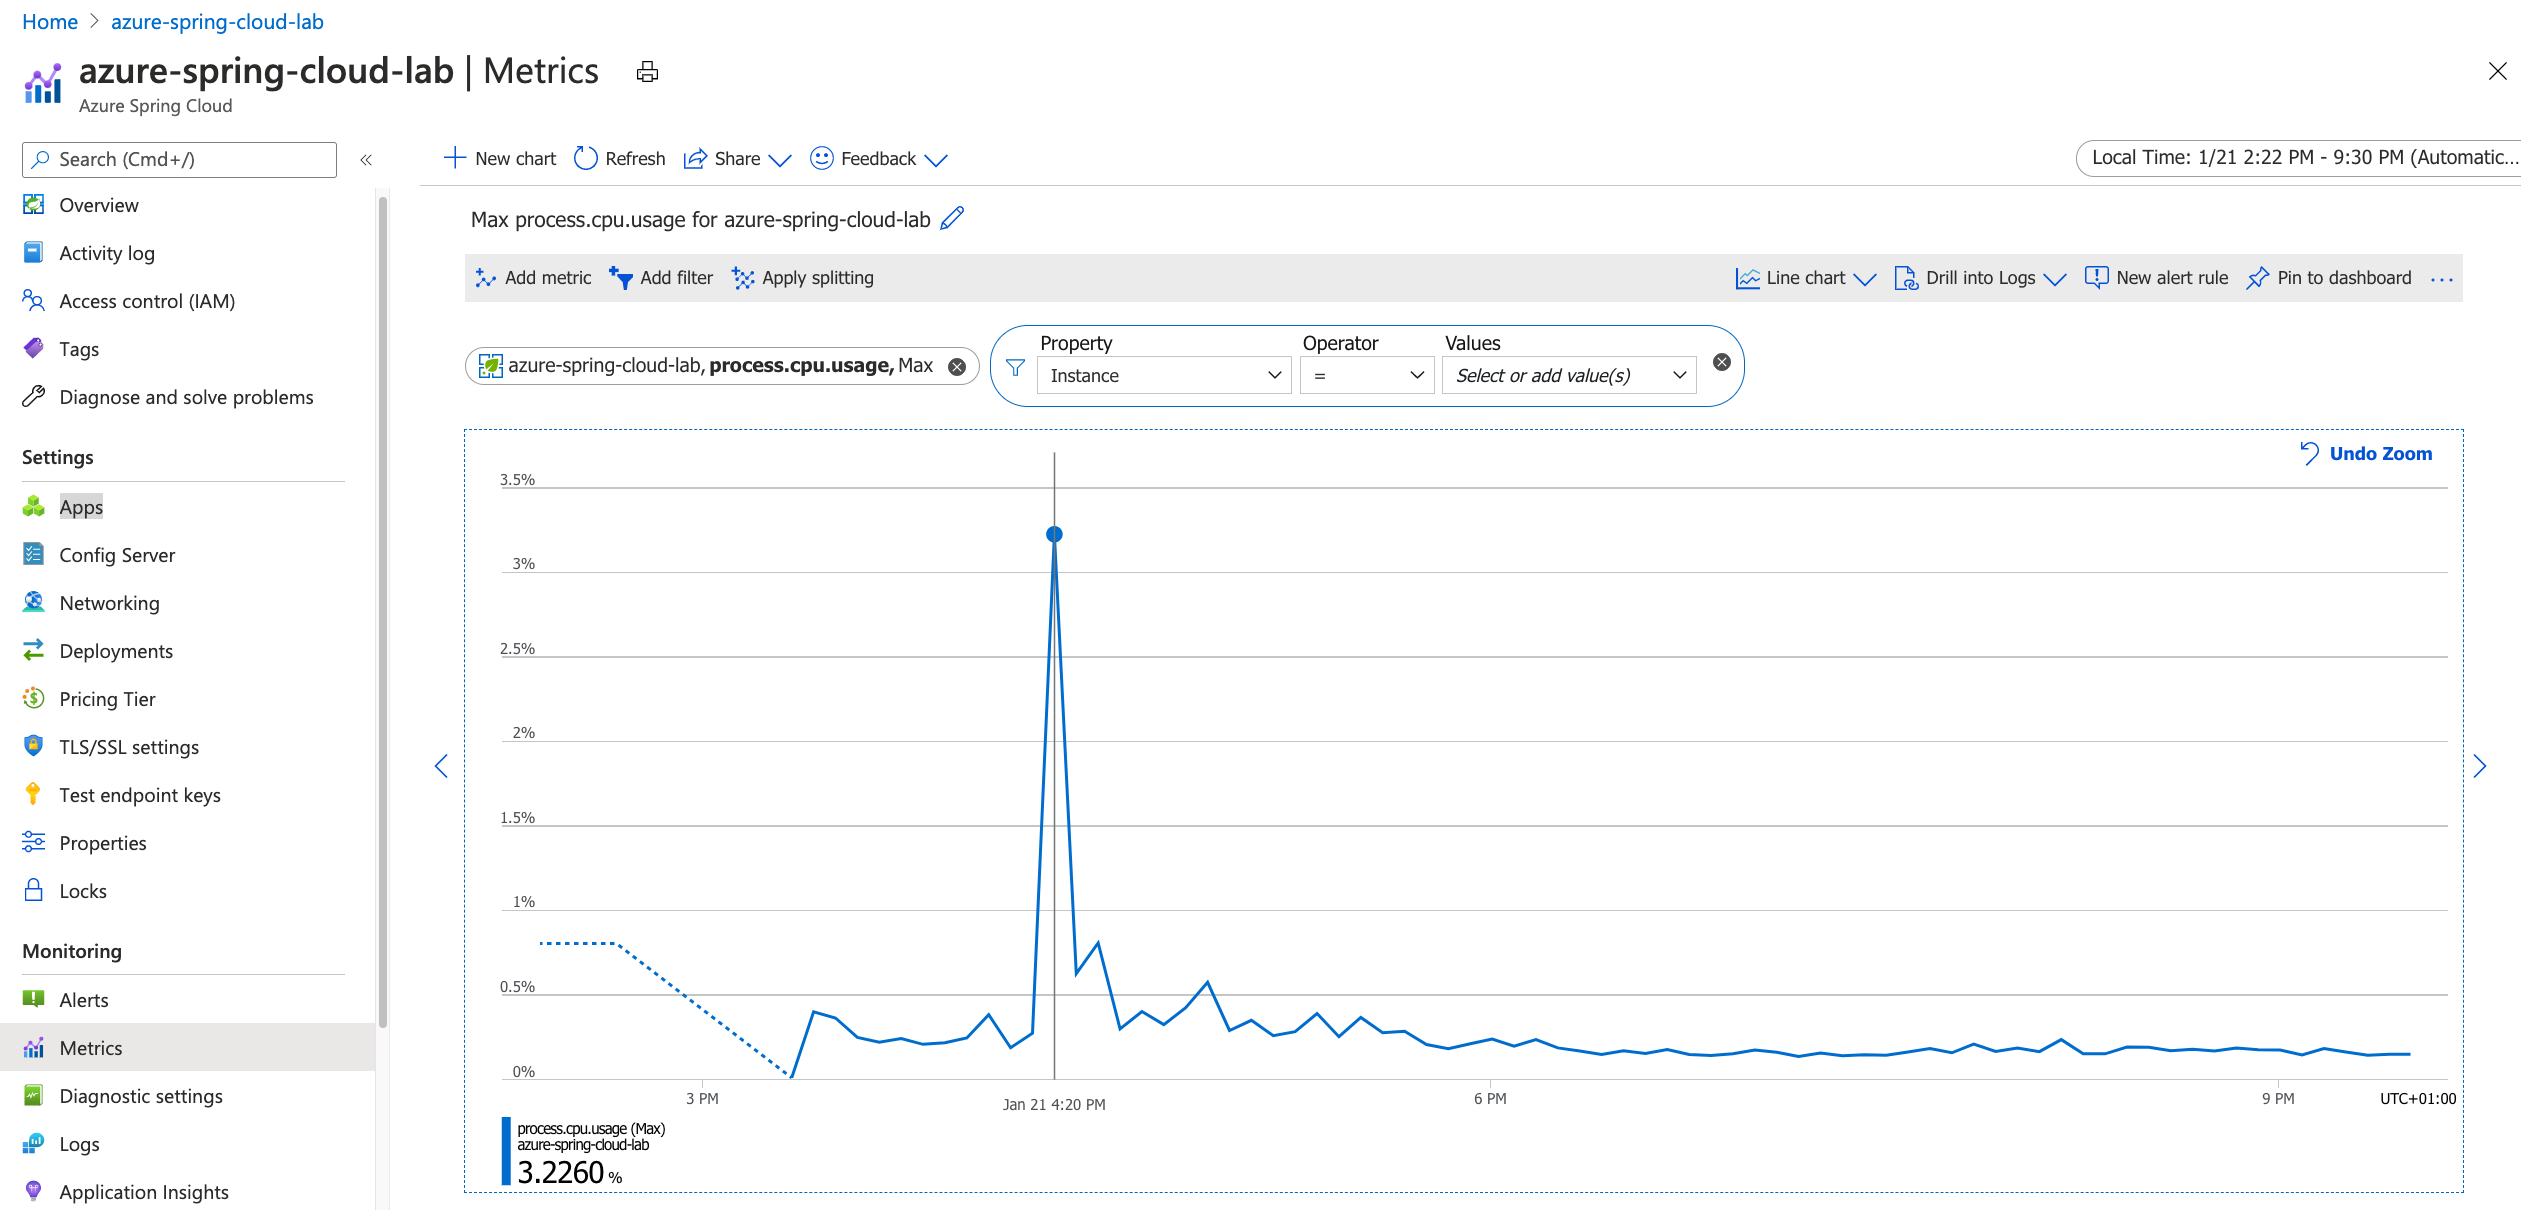 Home > azure-spring-cloud-lab
azure-spring-cloud-lab | Metrics
Azure Spring Cloud
Search (Cmd+/)
«
Overview
Activity log
Access control (IAM)
Tags
Diagnose and solve problems
Settings
Apps
Config Server
Networking
Deployments
Pricing Tier
TLS/SSL settings
Test endpoint keys
Properties
Locks
Monitoring
Alerts
Metrics
Diagnostic settings
Logs
Application Insights
New chart Refresh Share Feedback
Local Time: 1/21 2:22 PM - 9:30 PM (Automatic...
Max process.cpu.usage for azure-spring-cloud-lab
Add metric Add filter Apply splitting Line chart Drill into Logs New alert rule Pin to dashboard ...
azure-spring-cloud-lab, process.cpu.usage, Max
Property Operator Values
Instance = Select or add value(s)
Undo Zoom
3.5%
3%
2.5%
2%
1.5%
1%
0.5%
0%
3 PM Jan 21 4:20 PM 6 PM 9 PM UTC+01:00
process.cpu.usage (Max)
azure-spring-cloud-lab
3.2260 %